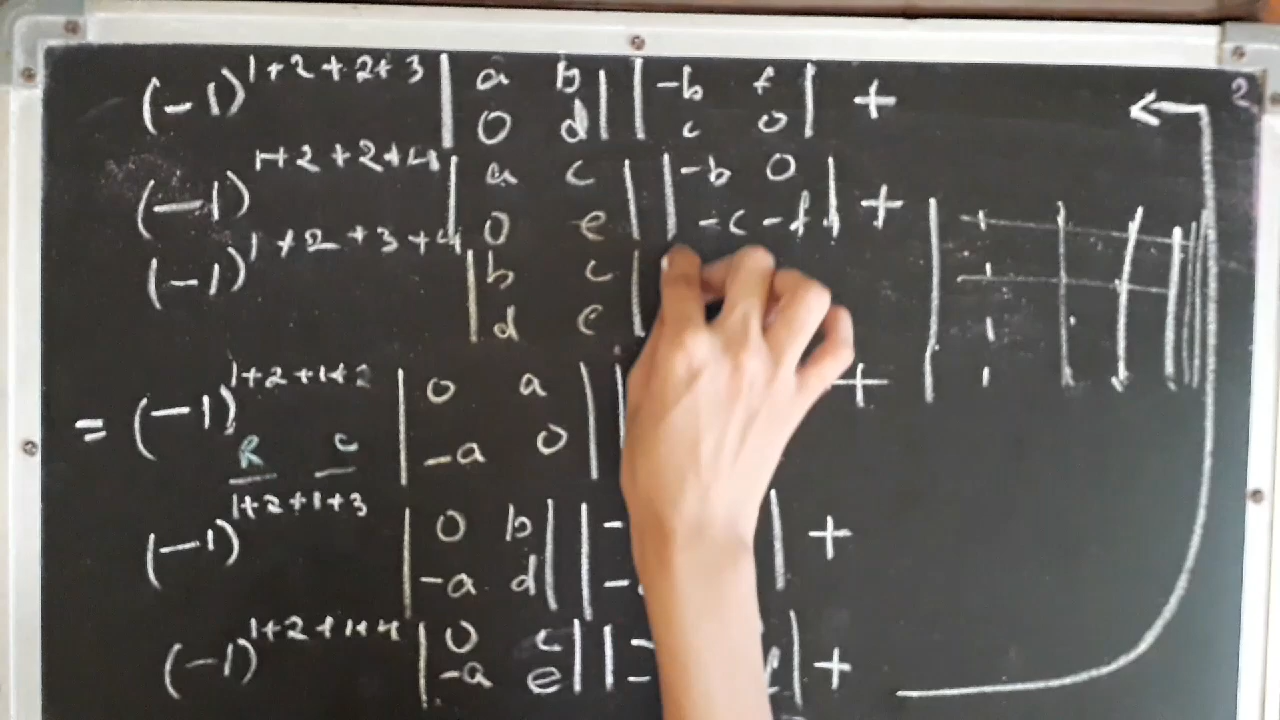 (-1)^{1+2+2+3} | a b | | -b f | +
| 0 d | | c 0 |
(-1)^{1+2+2+4} | a c | | -b 0 | +
| 0 e | | -c -f |
(-1)^{1+2+3+4} | b c |
| d e |
= (-1)^{1+2+1+2} | 0 a | +
| -a 0 |
R C
(-1)^{1+2+1+3} | 0 b | | - | +
| -a d | | - |
(-1)^{1+2+1+4} | 0 c | | - | +
| -a e | | - f |
2